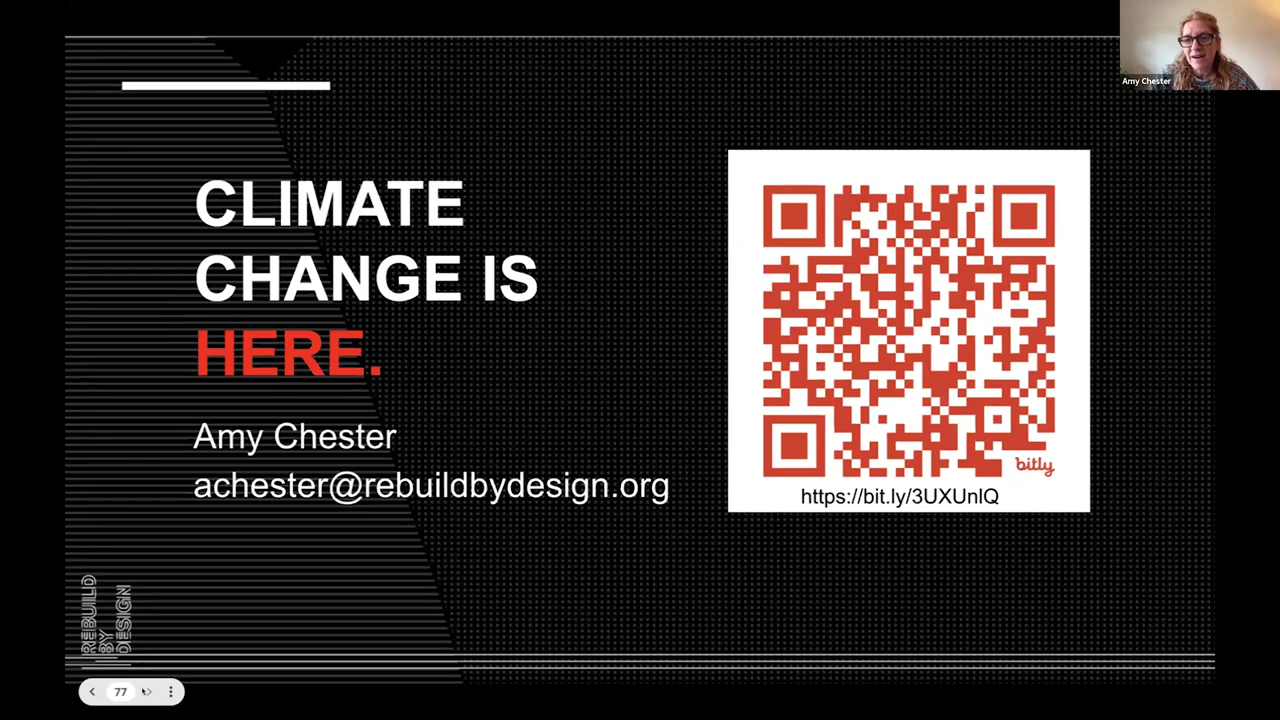 Amy Chester
CLIMATE
CHANGE IS
HERE.
Amy Chester
achester@rebuildbydesign.org
bitly
https://bit.ly/3UXUnlQ
REBUILD
BY
DESIGN
77